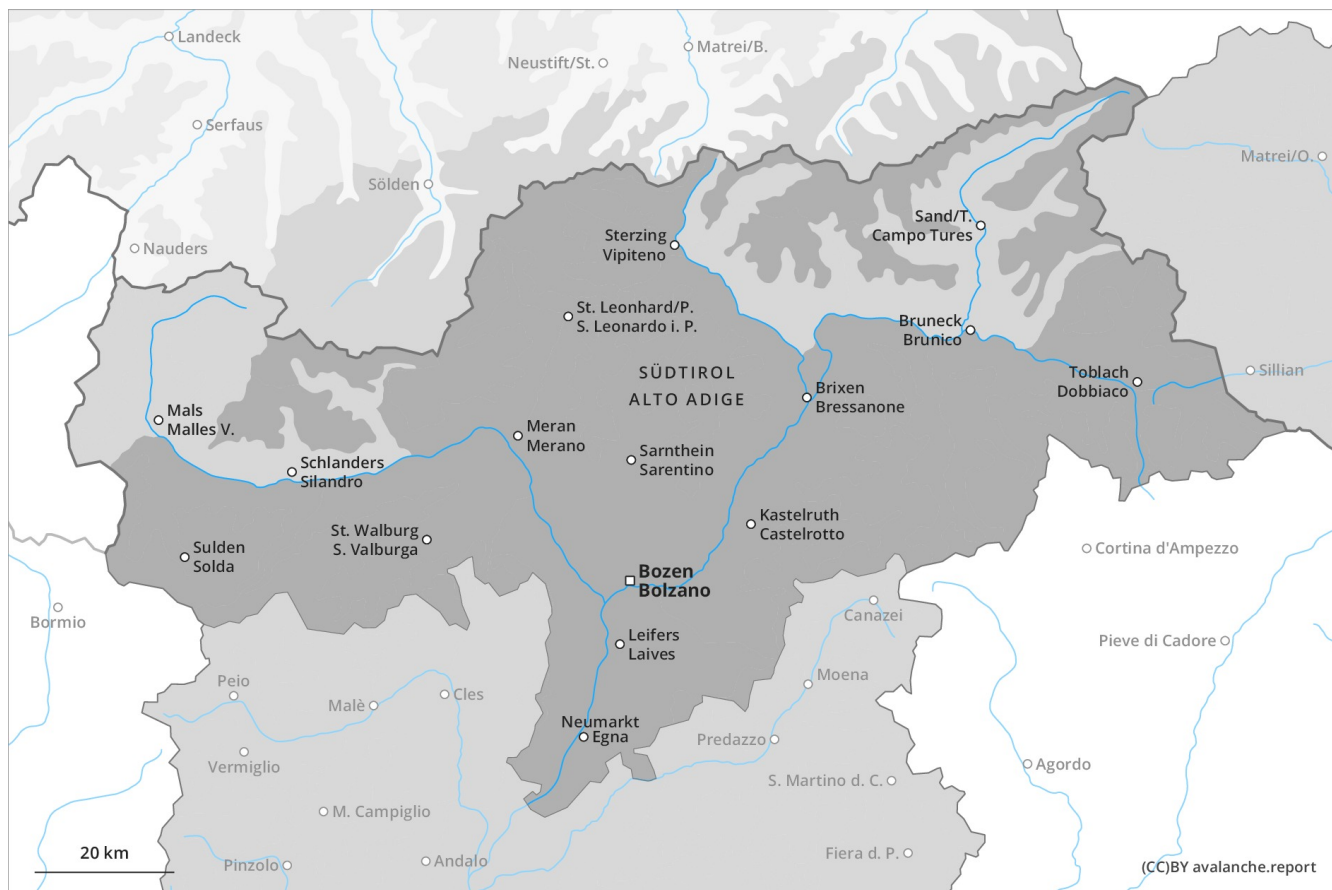 Landeck
Matrei/B.
Neustift/St.
Serfaus
Matrei/O.
Sölden
Sand/T.
Campo Tures
Nauders
Sterzing
Vipiteno
St. Leonhard/P.
S. Leonardo i. P.
Bruneck
Brunico
SÜDTIROL
ALTO ADIGE
Toblach
Dobbiaco
Sillian
Brixen
Bressanone
Mals
Malles V.
Meran
Merano
Sarnthein
Sarentino
Schlanders
Silandro
Kastelruth
Castelrotto
St. Walburg
S. Valburga
Sulden
Solda
Cortina d'Ampezzo
Bozen
Bolzano
Bormio
Canazei
Leifers
Laives
Pieve di Cadore
Peio
Moena
Malè
Cles
Neumarkt
Egna
Predazzo
Vermiglio
Agordo
S. Martino d. C.
M. Campiglio
20 km
Fiera d. P.
Pinzolo
Andalo
(CC)BY avalanche.report